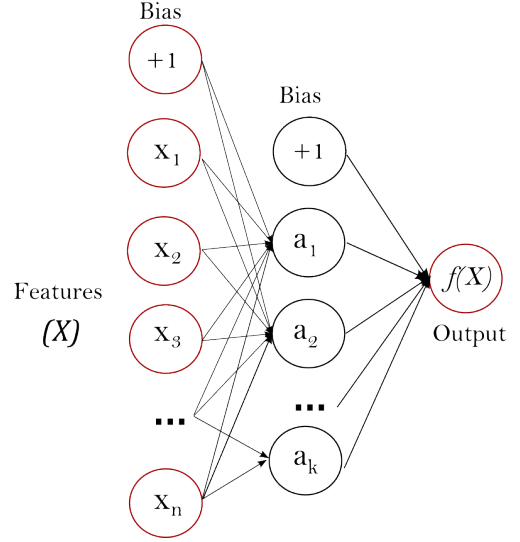 Bias
+1
x1
x2
Features
(X)
x3
...
xn
Bias
+1
a1
a2
...
ak
f(X)
Output